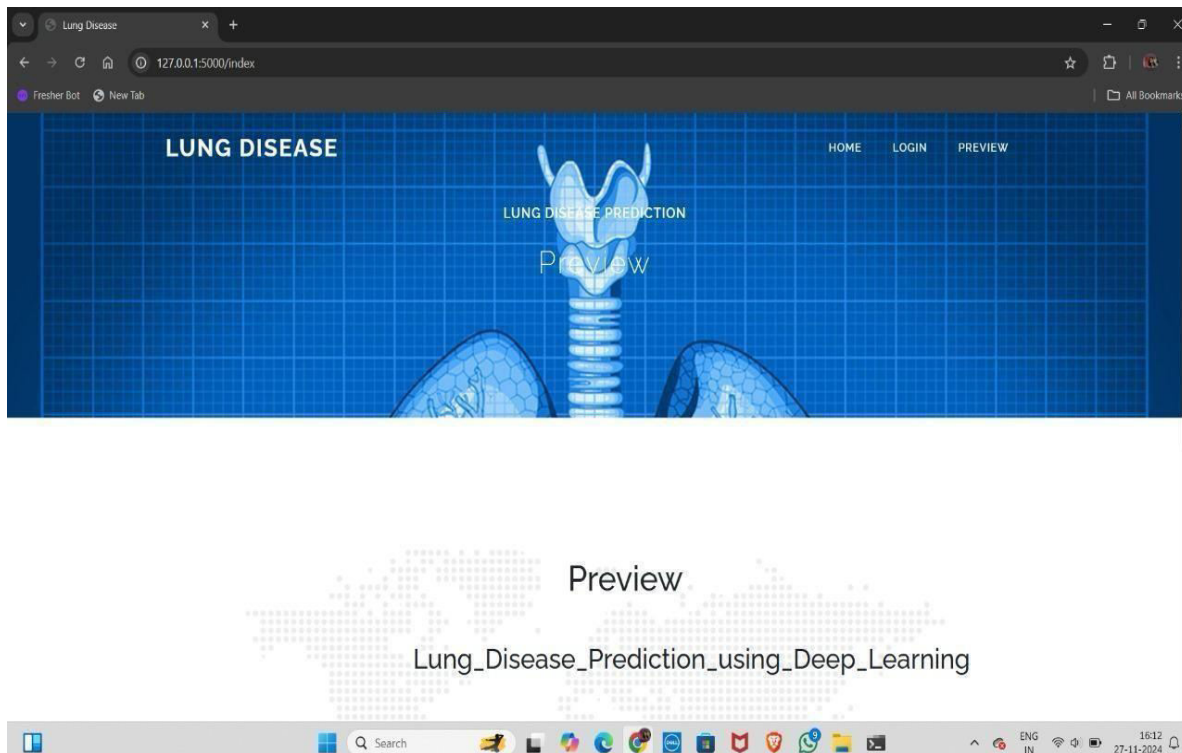 Lung Disease
127.0.0.1:5000/index
Fresher Bot New Tab All Bookmarks
LUNG DISEASE HOME LOGIN PREVIEW
LUNG DISEASE PREDICTION
Preview
Preview
Lung_Disease_Prediction_using_Deep_Learning
Search
ENG 16:12
IN 27-11-2024